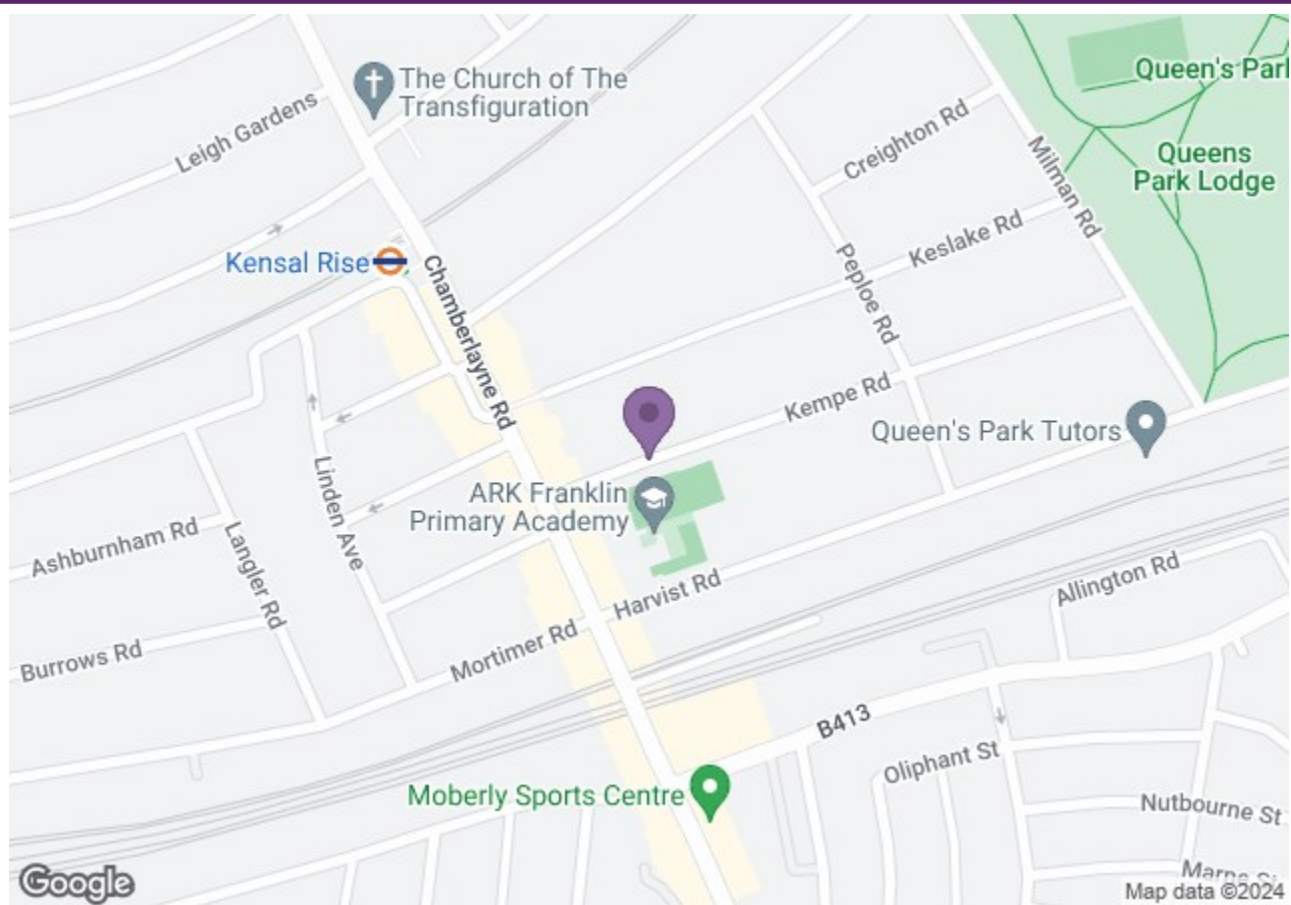 The Church of The
Transfiguration
Queen's Park
Leigh Gardens
Creighton Rd
Milman Rd
Queens
Park Lodge
Kensal Rise
Chamberlayne Rd
Peploe Rd
Keslake Rd
Kempe Rd
Queen's Park Tutors
Linden Ave
ARK Franklin
Primary Academy
Ashburnham Rd
Langler Rd
Harvist Rd
Allington Rd
Burrows Rd
Mortimer Rd
B413
Oliphant St
Moberly Sports Centre
Nutbourne St
Marne St
Google
Map data ©2024